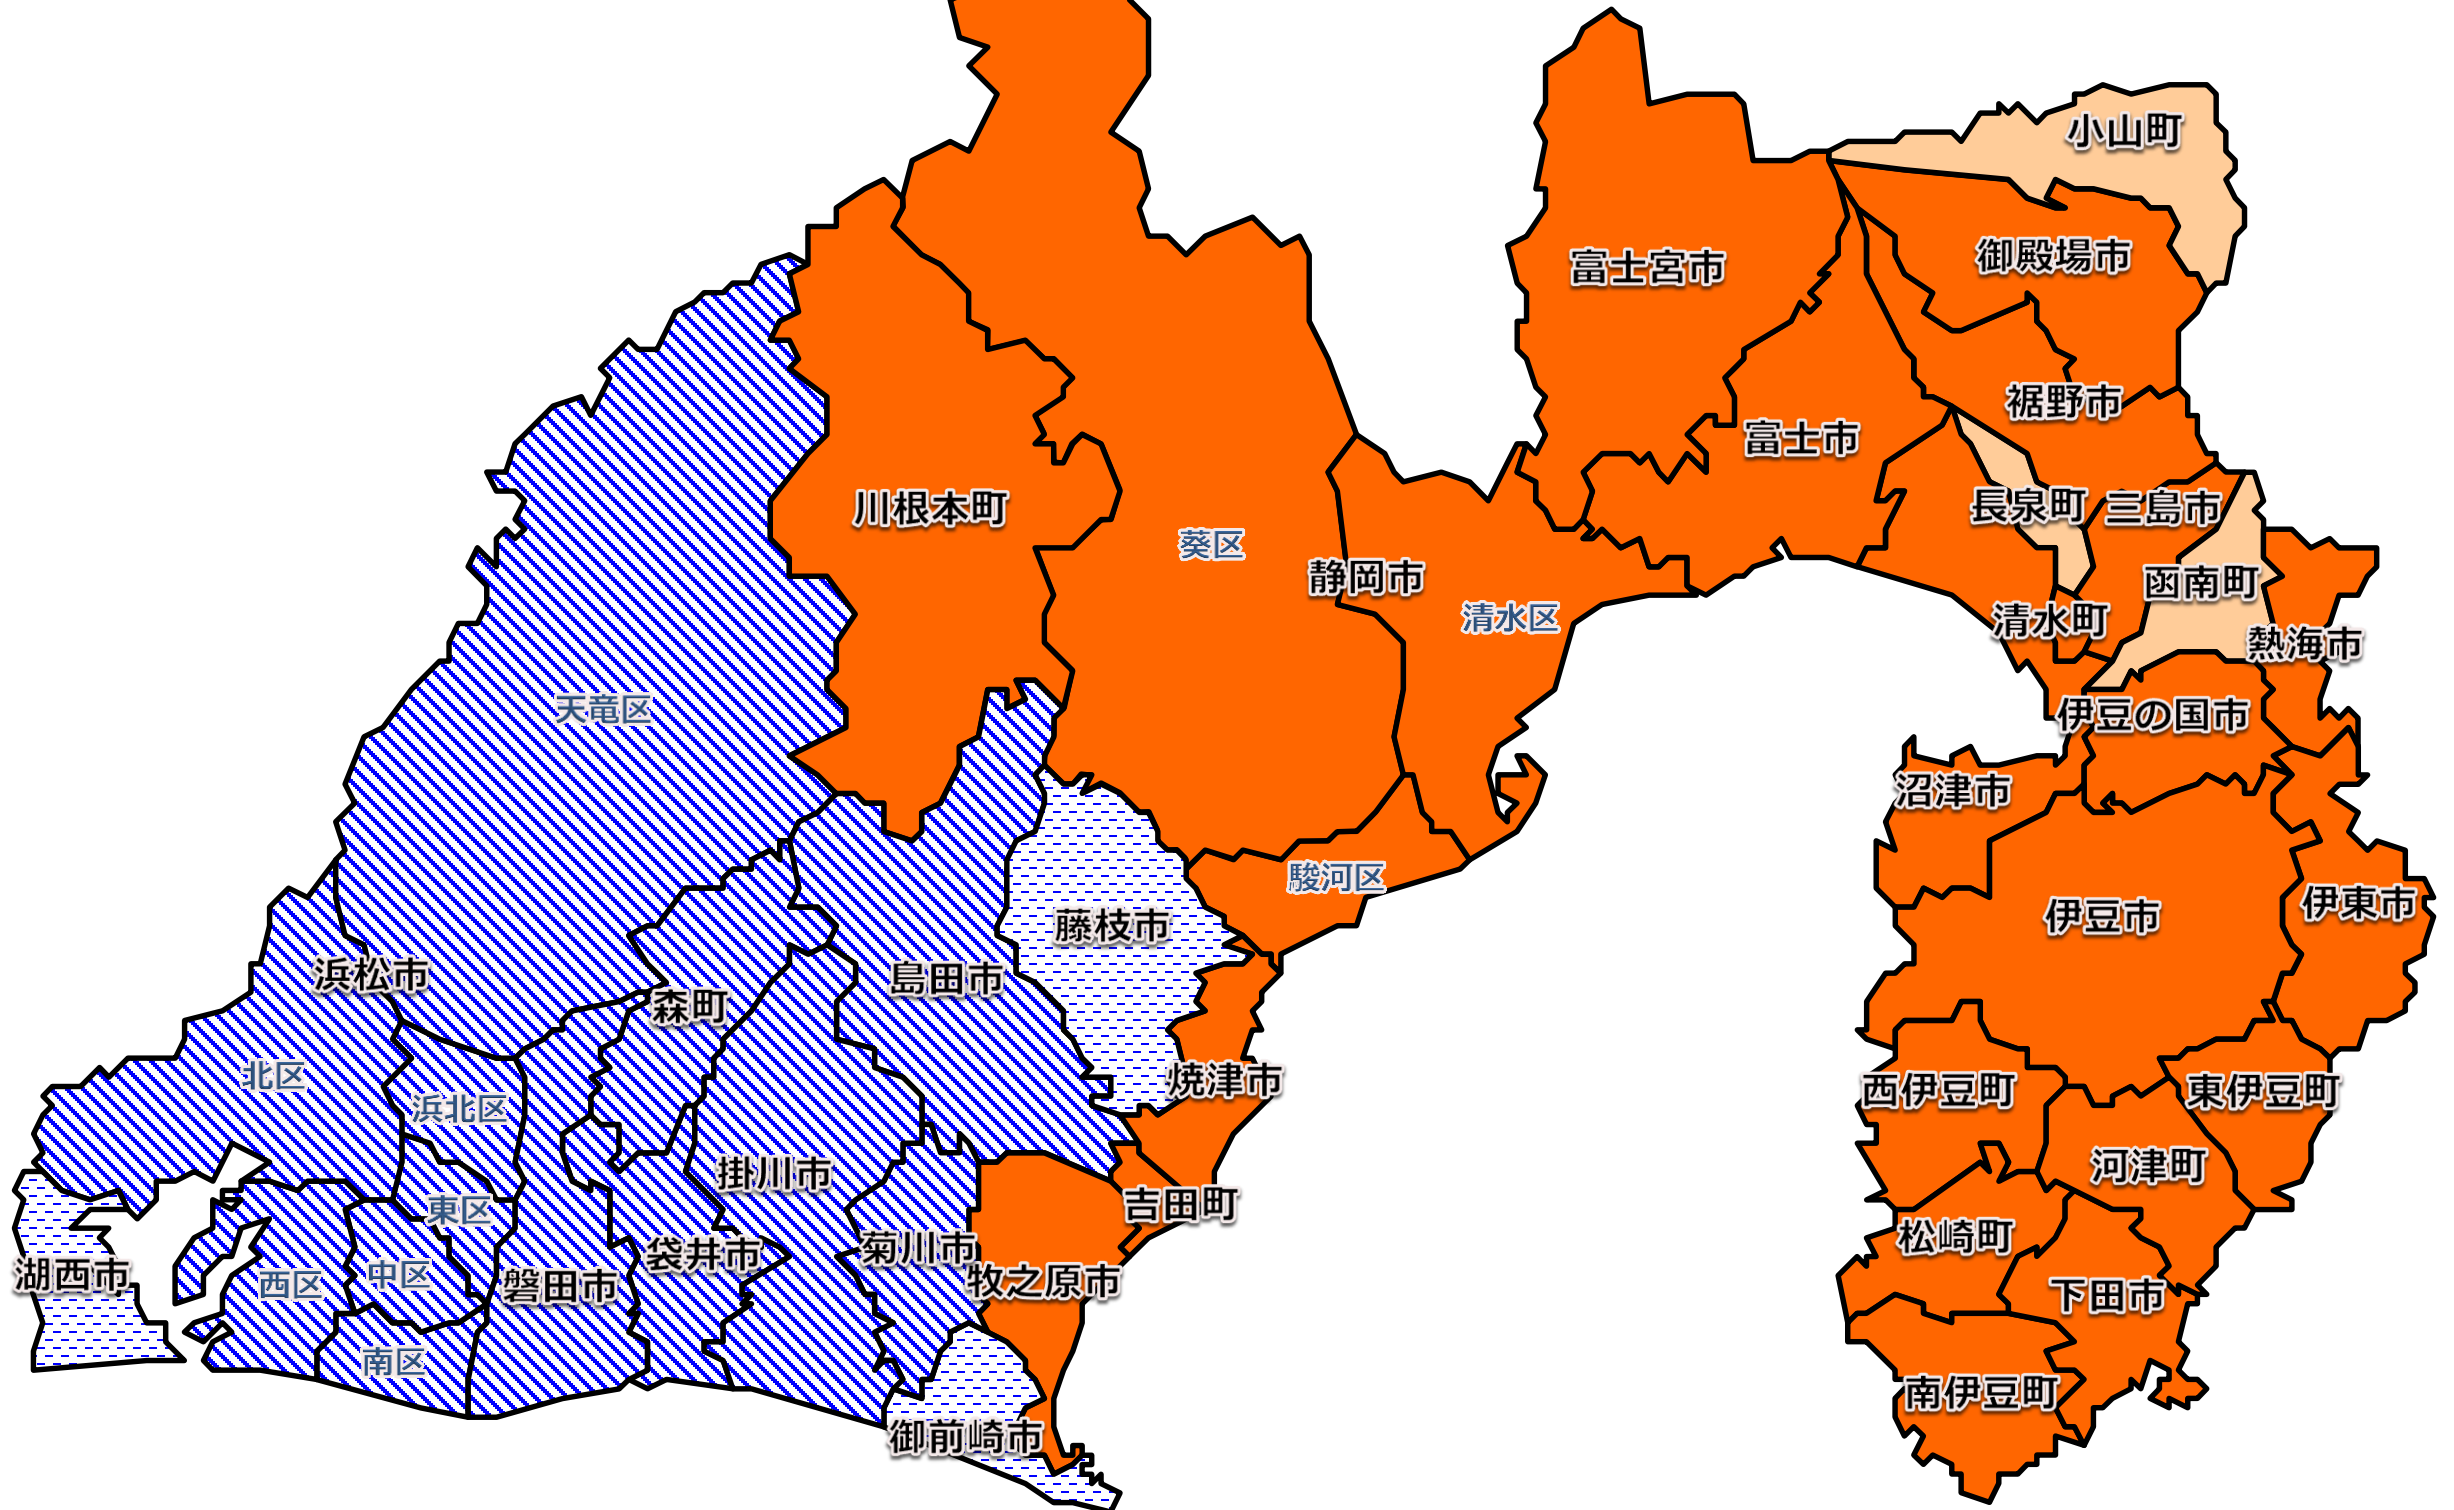 小山町
御殿場市
富士宮市
裾野市
富士市
川根本町
長泉町
三島市
葵区
静岡市
函南町
清水区
清水町
熱海市
天竜区
伊豆の国市
沼津市
駿河区
伊東市
伊豆市
藤枝市
浜松市
島田市
森町
北区
焼津市
西伊豆町
東伊豆町
浜北区
河津町
掛川市
吉田町
東区
松崎町
菊川市
袋井市
湖西市
中区
西区
磐田市
牧之原市
下田市
南区
南伊豆町
御前崎市